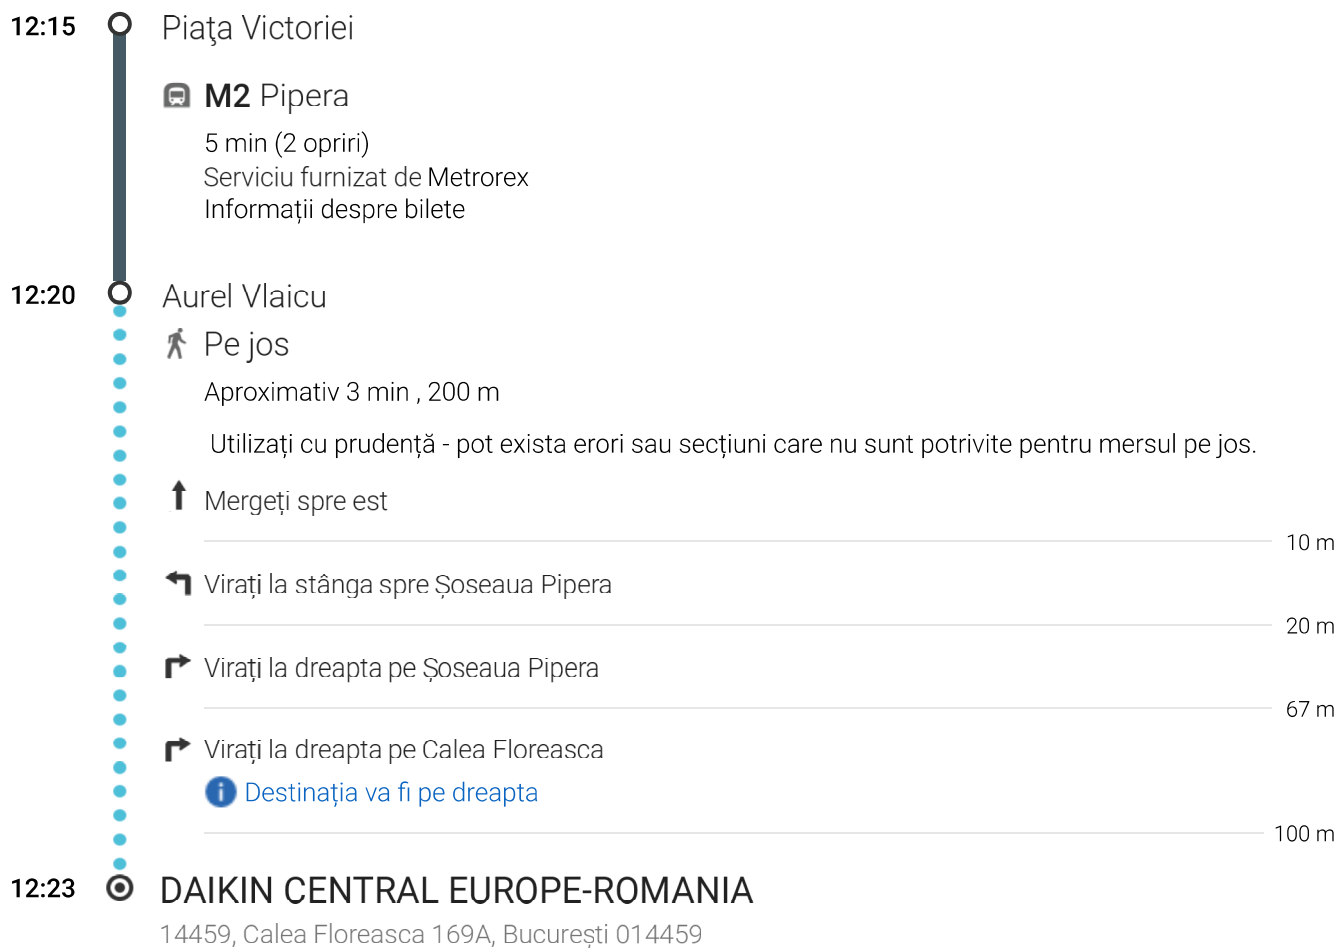 12:15 Piaţa Victoriei
M2 Pipera
5 min (2 opriri)
Serviciu furnizat de Metrorex
Informații despre bilete
12:20 Aurel Vlaicu
Pe jos
Aproximativ 3 min , 200 m
Utilizați cu prudență - pot exista erori sau secțiuni care nu sunt potrivite pentru mersul pe jos.
Mergeți spre est
10 m
Virați la stânga spre Șoseaua Pipera
20 m
Virați la dreapta pe Șoseaua Pipera
67 m
Virați la dreapta pe Calea Floreasca
Destinația va fi pe dreapta
100 m
12:23 DAIKIN CENTRAL EUROPE-ROMANIA
14459, Calea Floreasca 169A, București 014459